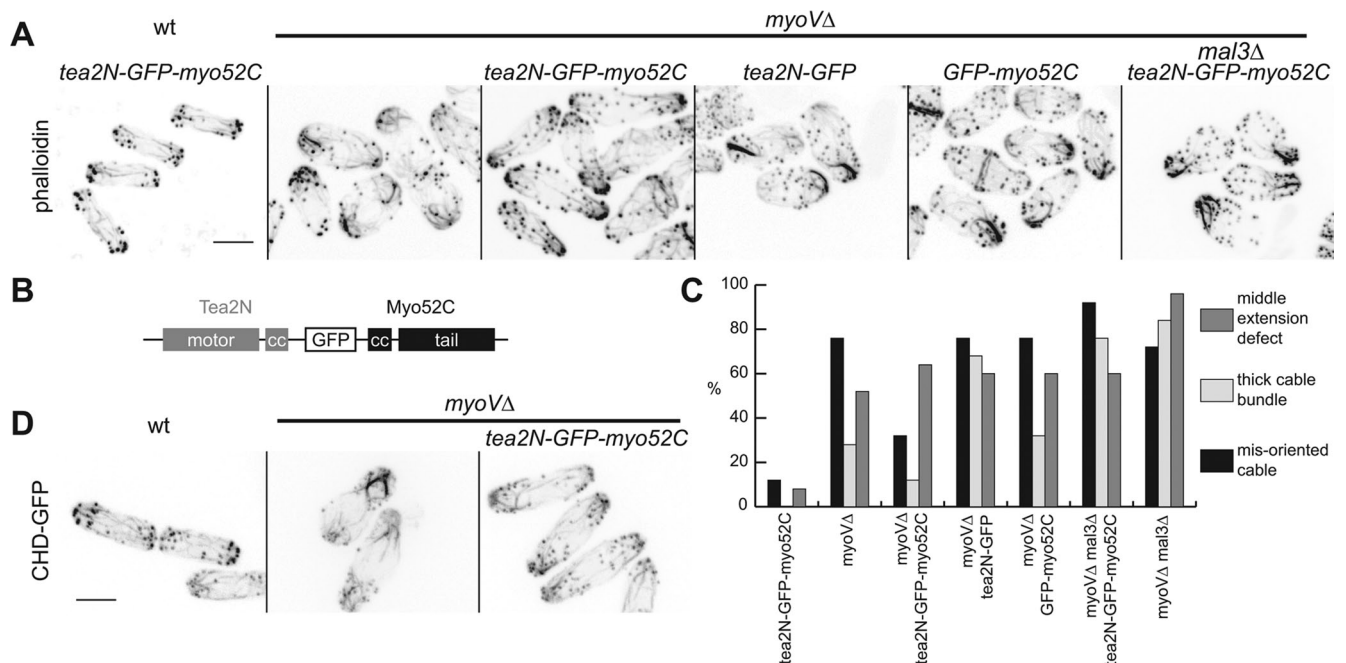 A
wt
myoVΔ
mal3Δ
tea2N-GFP-myo52C
tea2N-GFP-myo52C
tea2N-GFP
GFP-myo52C
tea2N-GFP-myo52C
phalloidin
B
Tea2N
Myo52C
motor
cc
GFP
cc
tail
C
100
80
60
40
20
0
%
middle
extension
defect
thick cable
bundle
mis-oriented
cable
tea2N-GFP-myo52C
myoVΔ
myoVΔ
tea2N-GFP-myo52C
myoVΔ
tea2N-GFP
myoVΔ
GFP-myo52C
myoVΔ mal3Δ
tea2N-GFP-myo52C
myoVΔ mal3Δ
D
wt
myoVΔ
tea2N-GFP-myo52C
CHD-GFP